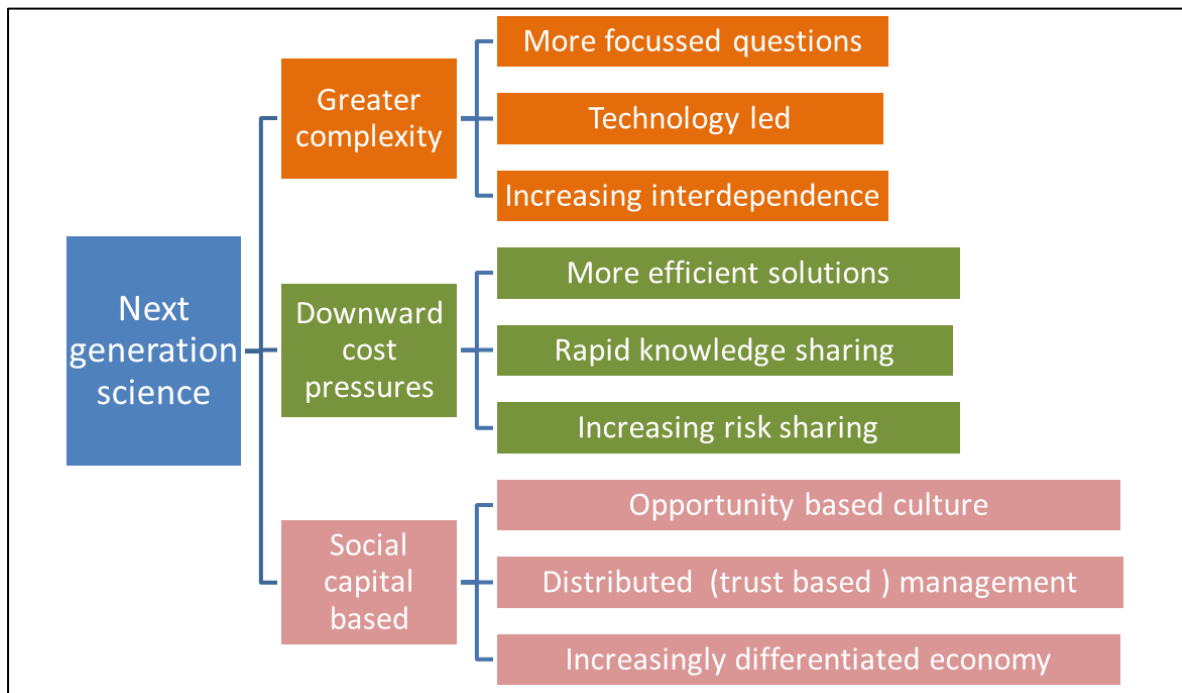 Next
generation
science
Greater
complexity
More focussed questions
Technology led
Increasing interdependence
Downward
cost
pressures
More efficient solutions
Rapid knowledge sharing
Increasing risk sharing
Social
capital
based
Opportunity based culture
Distributed (trust based ) management
Increasingly differentiated economy